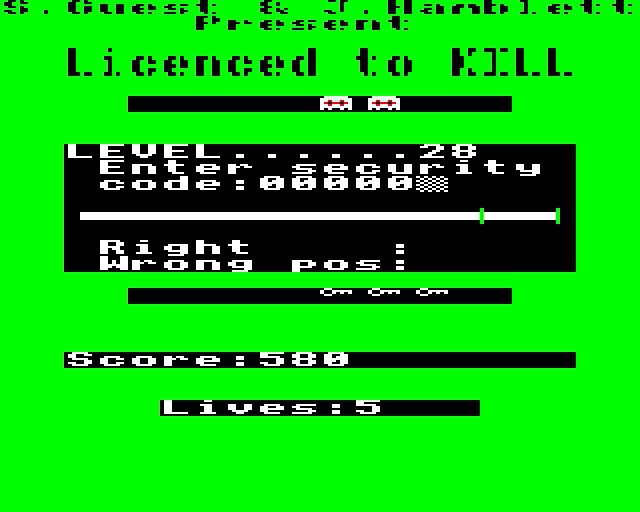 S.Guest & J.Hamblett
Present
Licenced to KILL
LEVEL......28
Enter security
code:00000
Right :
Wrong pos:
Score:580
Lives:5